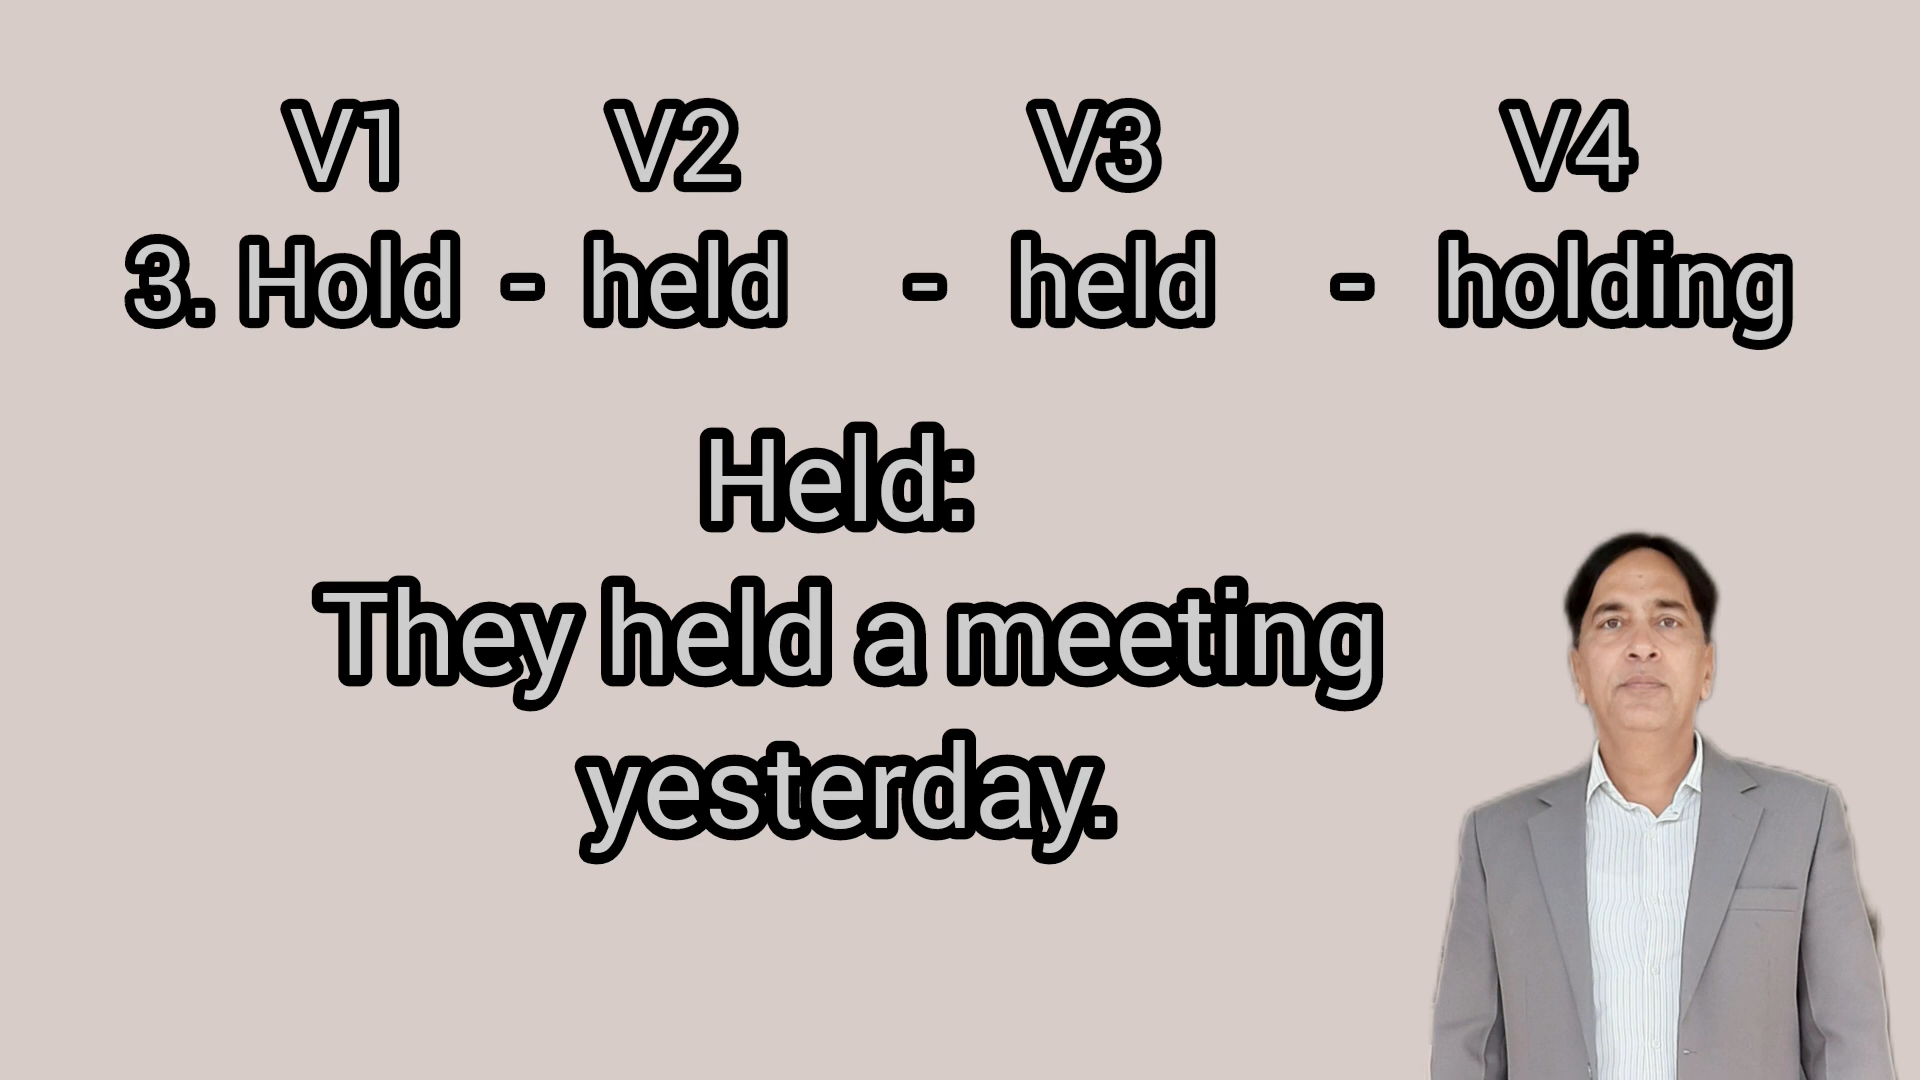 V1 V2 V3 V4
3. Hold - held - held - holding
Held:
They held a meeting
yesterday.